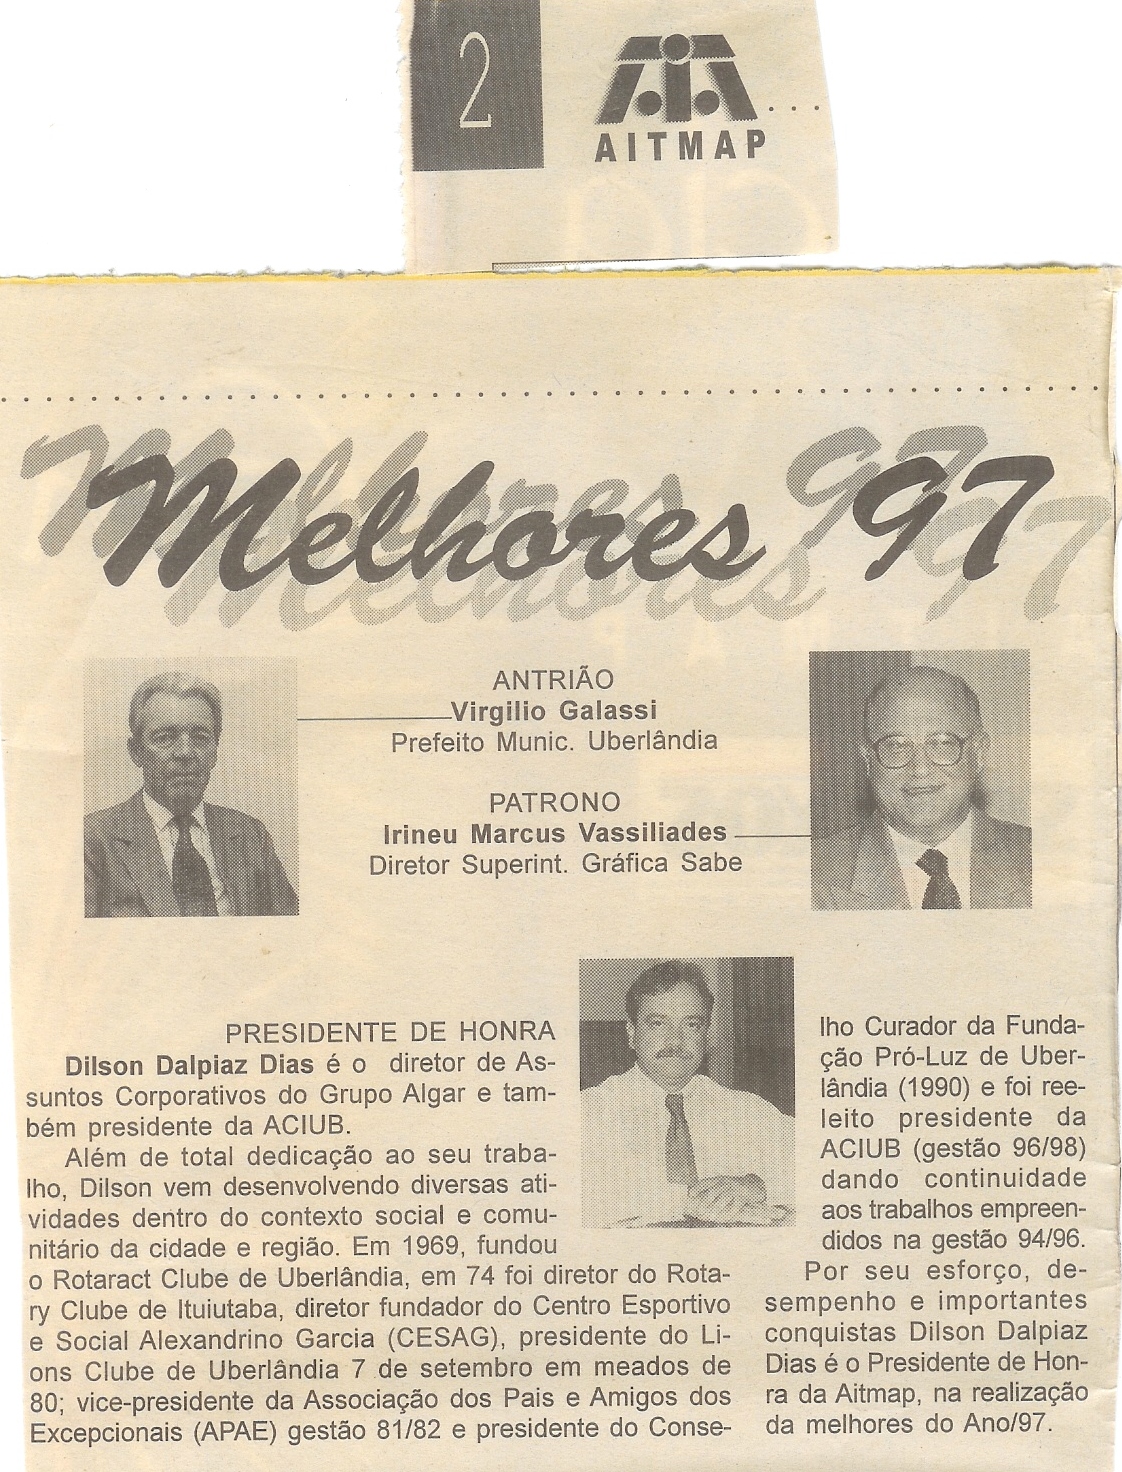 2
AITMAP
Melhores 97
ANTRIÃO
Virgilio Galassi
Prefeito Munic. Uberlândia
PATRONO
Irineu Marcus Vassiliades
Diretor Superint. Gráfica Sabe
PRESIDENTE DE HONRA
Dilson Dalpiaz Dias é o diretor de As-
suntos Corporativos do Grupo Algar e tam-
bém presidente da ACIUB.
Além de total dedicação ao seu traba-
lho, Dilson vem desenvolvendo diversas ati-
vidades dentro do contexto social e comu-
nitário da cidade e região. Em 1969, fundou
o Rotaract Clube de Uberlândia, em 74 foi diretor do Rota-
ry Clube de Ituiutaba, diretor fundador do Centro Esportivo
e Social Alexandrino Garcia (CESAG), presidente do Li-
ons Clube de Uberlândia 7 de setembro em meados de
80; vice-presidente da Associação dos Pais e Amigos dos
Excepcionais (APAE) gestão 81/82 e presidente do Conse-
lho Curador da Funda-
ção Pró-Luz de Uber-
lândia (1990) e foi ree-
leito presidente da
ACIUB (gestão 96/98)
dando continuidade
aos trabalhos empreen-
didos na gestão 94/96.
Por seu esforço, de-
sempenho e importantes
conquistas Dilson Dalpiaz
Dias é o Presidente de Hon-
ra da Aitmap, na realização
da melhores do Ano/97.